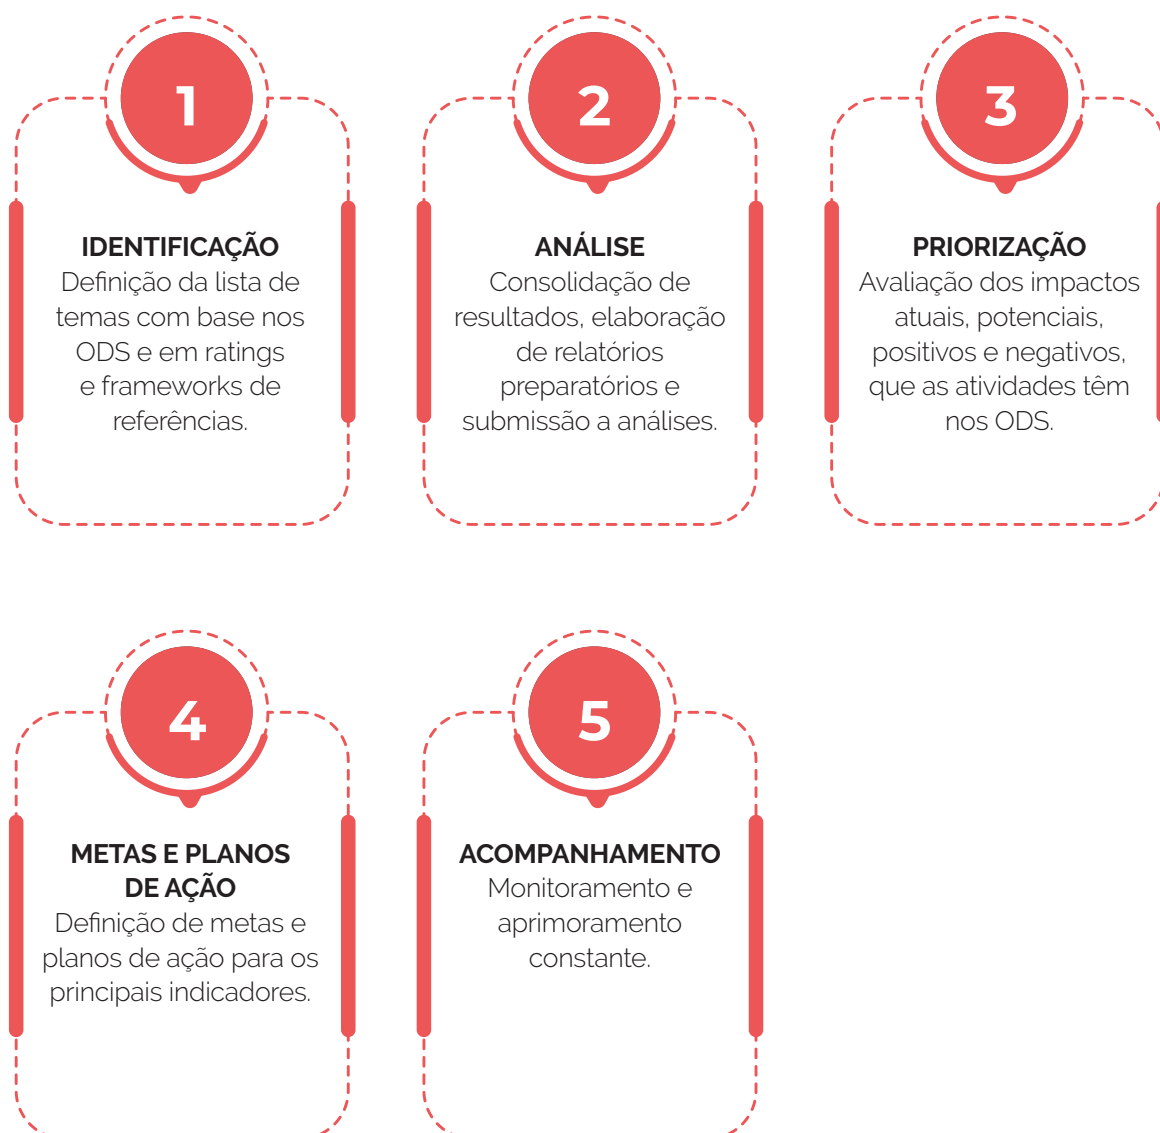 1
IDENTIFICAÇÃO
Definição da lista de
temas com base nos
ODS e em ratings
e frameworks de
referências.
2
ANÁLISE
Consolidação de
resultados, elaboração
de relatórios
preparatórios e
submissão a análises.
3
PRIORIZAÇÃO
Avaliação dos impactos
atuais, potenciais,
positivos e negativos,
que as atividades têm
nos ODS.
4
METAS E PLANOS
DE AÇÃO
Definição de metas e
planos de ação para os
principais indicadores.
5
ACOMPANHAMENTO
Monitoramento e
aprimoramento
constante.